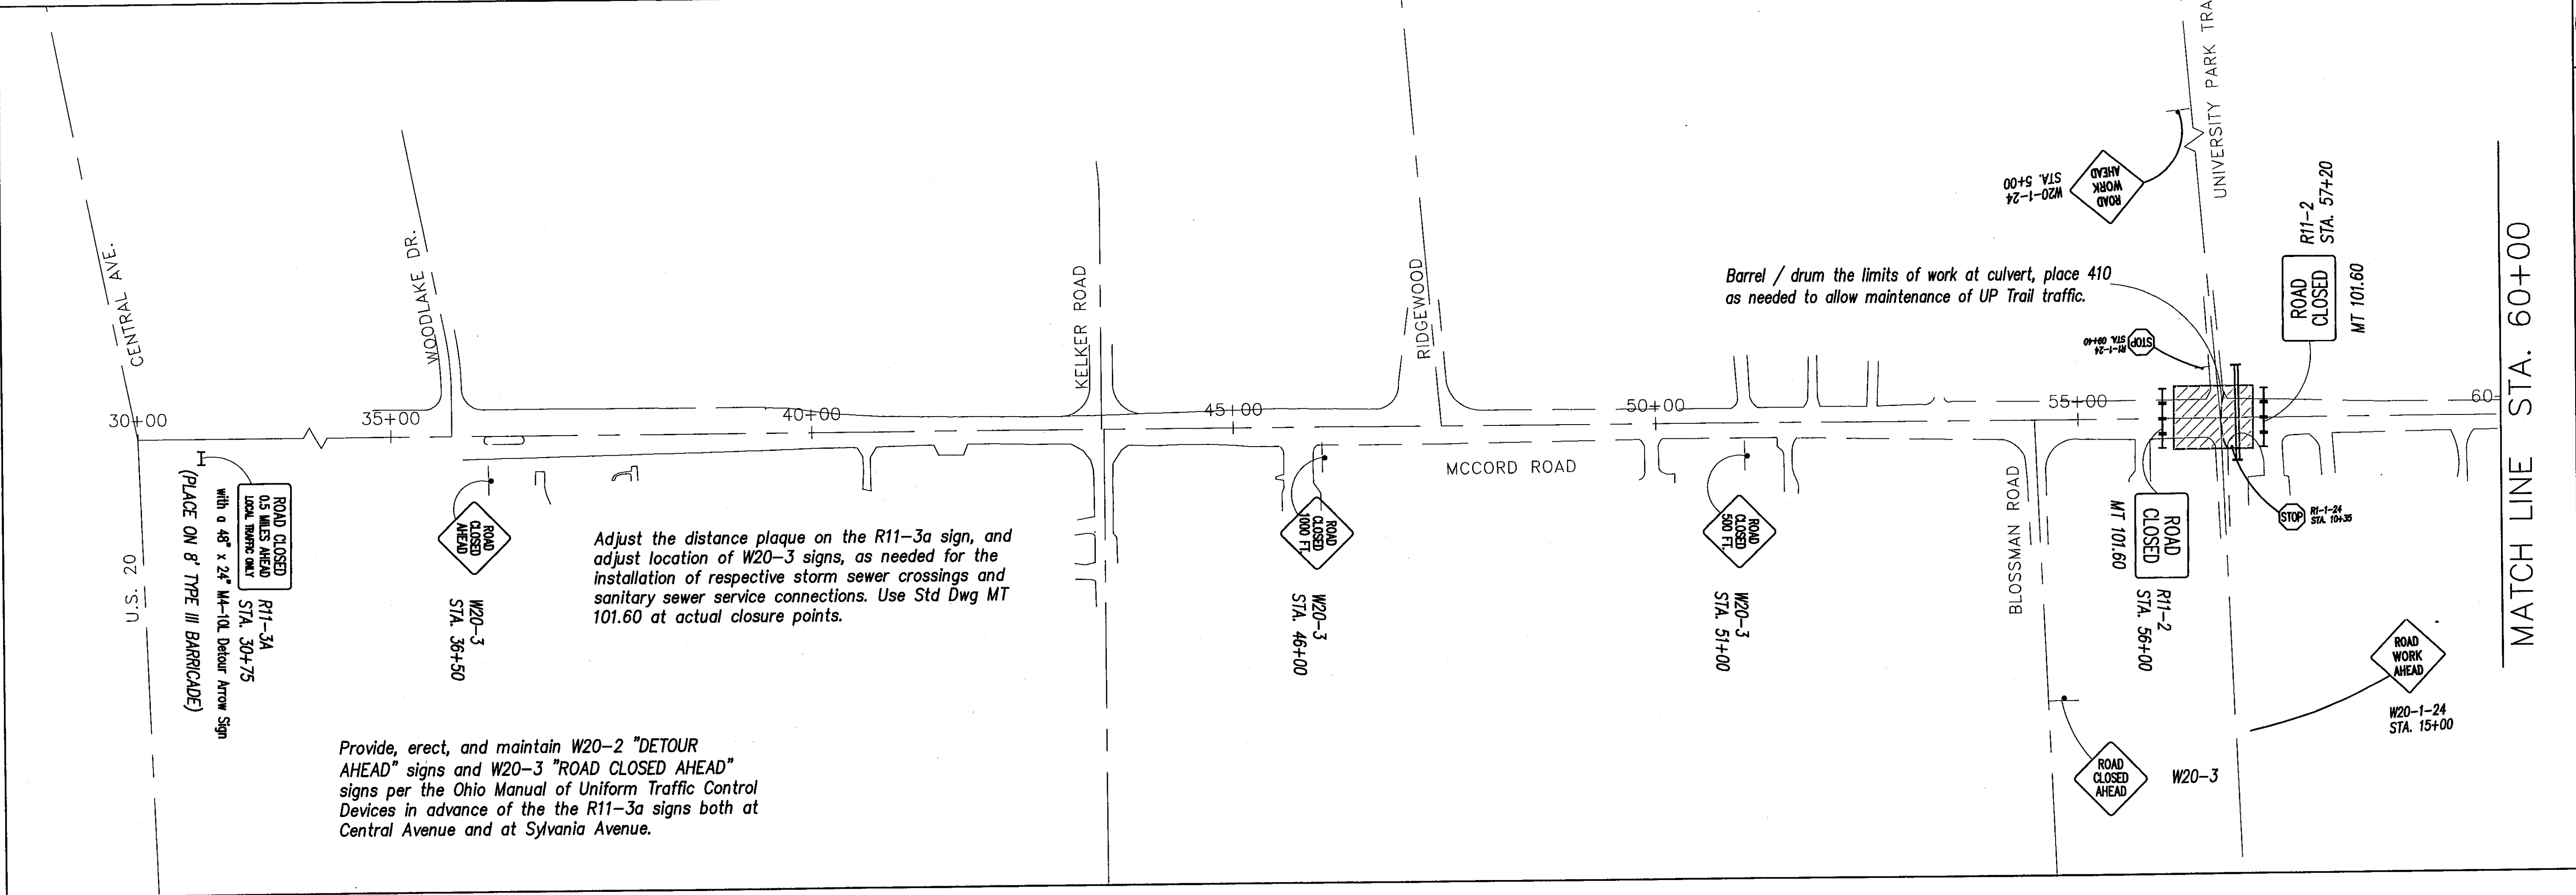 CENTRAL AVE.
WOODLAKE DR.
KELKER ROAD
RIDGEWOOD
UNIVERSITY PARK TRA
ROAD
WORK
AHEAD
W20-1-24
STA. 5+00
R11-2
STA. 57+20
ROAD
CLOSED
MT 101.60
Barrel / drum the limits of work at culvert, place 410
as needed to allow maintenance of UP Trail traffic.
STOP
R1-1-24
STA. 09+40
30+00
35+00
40+00
45+00
50+00
55+00
60
MATCH LINE STA. 60+00
MCCORD ROAD
BLOSSMAN ROAD
U.S. 20
ROAD CLOSED
0.5 MILES AHEAD
LOCAL TRAFFIC ONLY
R11-3A
STA. 30+75
with a 48" x 24" M4-10L Detour Arrow Sign
(PLACE ON 8' TYPE III BARRICADE)
ROAD
CLOSED
AHEAD
W20-3
STA. 36+50
Adjust the distance plaque on the R11-3a sign, and
adjust location of W20-3 signs, as needed for the
installation of respective storm sewer crossings and
sanitary sewer service connections. Use Std Dwg MT
101.60 at actual closure points.
ROAD
CLOSED
1000 FT.
W20-3
STA. 46+00
ROAD
CLOSED
500 FT.
W20-3
STA. 51+00
ROAD
CLOSED
MT 101.60
R11-2
STA. 56+00
STOP
R1-1-24
STA. 10+35
ROAD
WORK
AHEAD
W20-1-24
STA. 15+00
ROAD
CLOSED
AHEAD
W20-3
Provide, erect, and maintain W20-2 "DETOUR
AHEAD" signs and W20-3 "ROAD CLOSED AHEAD"
signs per the Ohio Manual of Uniform Traffic Control
Devices in advance of the the R11-3a signs both at
Central Avenue and at Sylvania Avenue.